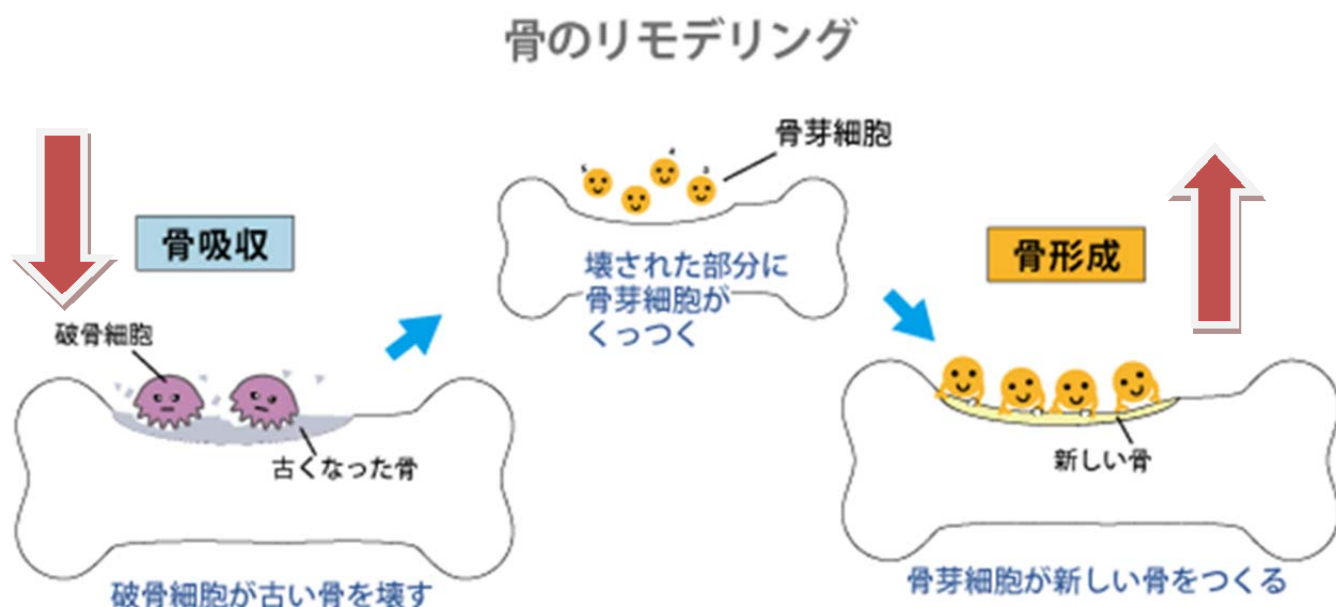 骨のリモデリング
骨芽細胞
骨吸収
壊された部分に
骨芽細胞が
くっつく
骨形成
破骨細胞
古くなった骨
新しい骨
破骨細胞が古い骨を壊す
骨芽細胞が新しい骨をつくる